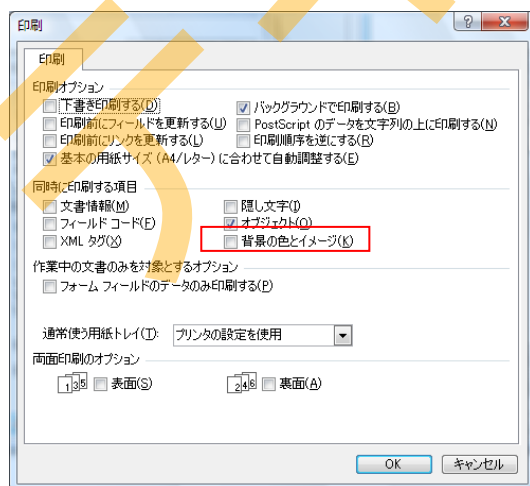 印刷
印刷
印刷オプション
下書き印刷する(D)
バックグラウンドで印刷する(B)
印刷前にフィールドを更新する(U)
PostScript のデータを文字列の上に印刷する(N)
印刷前にリンクを更新する(L)
印刷順序を逆にする(R)
基本の用紙サイズ (A4/レター) に合わせて自動調整する(E)
同時に印刷する項目
文書情報(M)
隠し文字(I)
フィールド コード(F)
オブジェクト(O)
XML タグ(X)
背景の色とイメージ(K)
作業中の文書のみを対象とするオプション
フォーム フィールドのデータのみ印刷する(P)
通常使う用紙トレイ(T): プリンタの設定を使用
両面印刷のオプション
1 3 5 表面(S)
2 4 6 裏面(A)
OK キャンセル